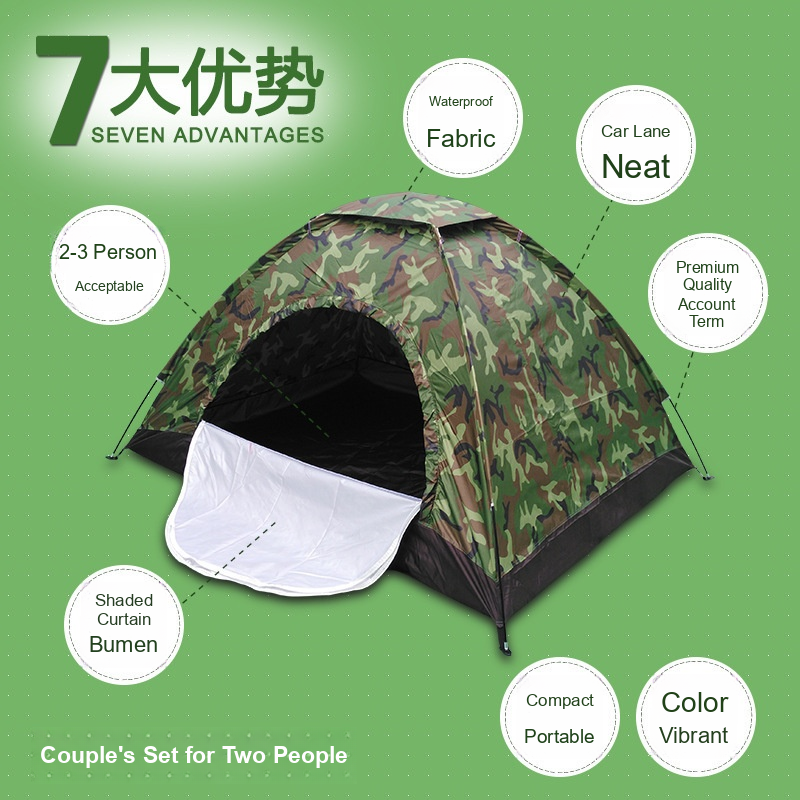 7大优势
SEVEN ADVANTAGES
Waterproof
Fabric
Car Lane
Neat
2-3 Person
Acceptable
Premium
Quality
Account
Term
Shaded
Curtain
Bumen
Compact
Portable
Color
Vibrant
Couple's Set for Two People